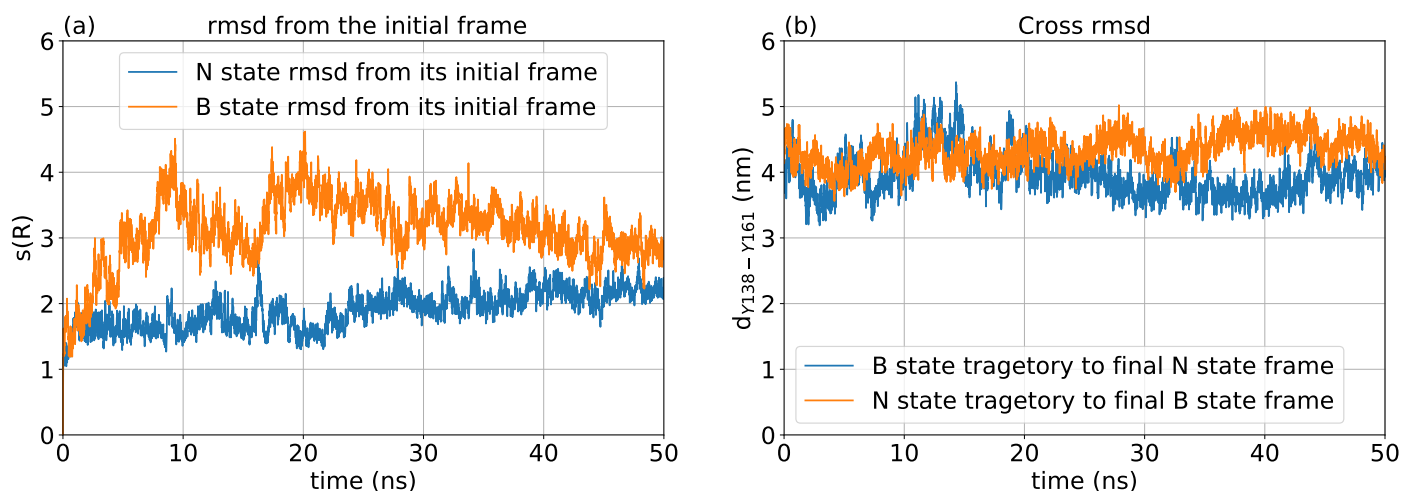 (a) rmsd from the initial frame
6
5
4
3
2
1
0
s(R)
N state rmsd from its initial frame
B state rmsd from its initial frame
0 10 20 30 40 50
time (ns)
(b) Cross rmsd
6
5
4
3
2
1
0
d_{Y138-Y161} (nm)
B state tragetory to final N state frame
N state tragetory to final B state frame
0 10 20 30 40 50
time (ns)